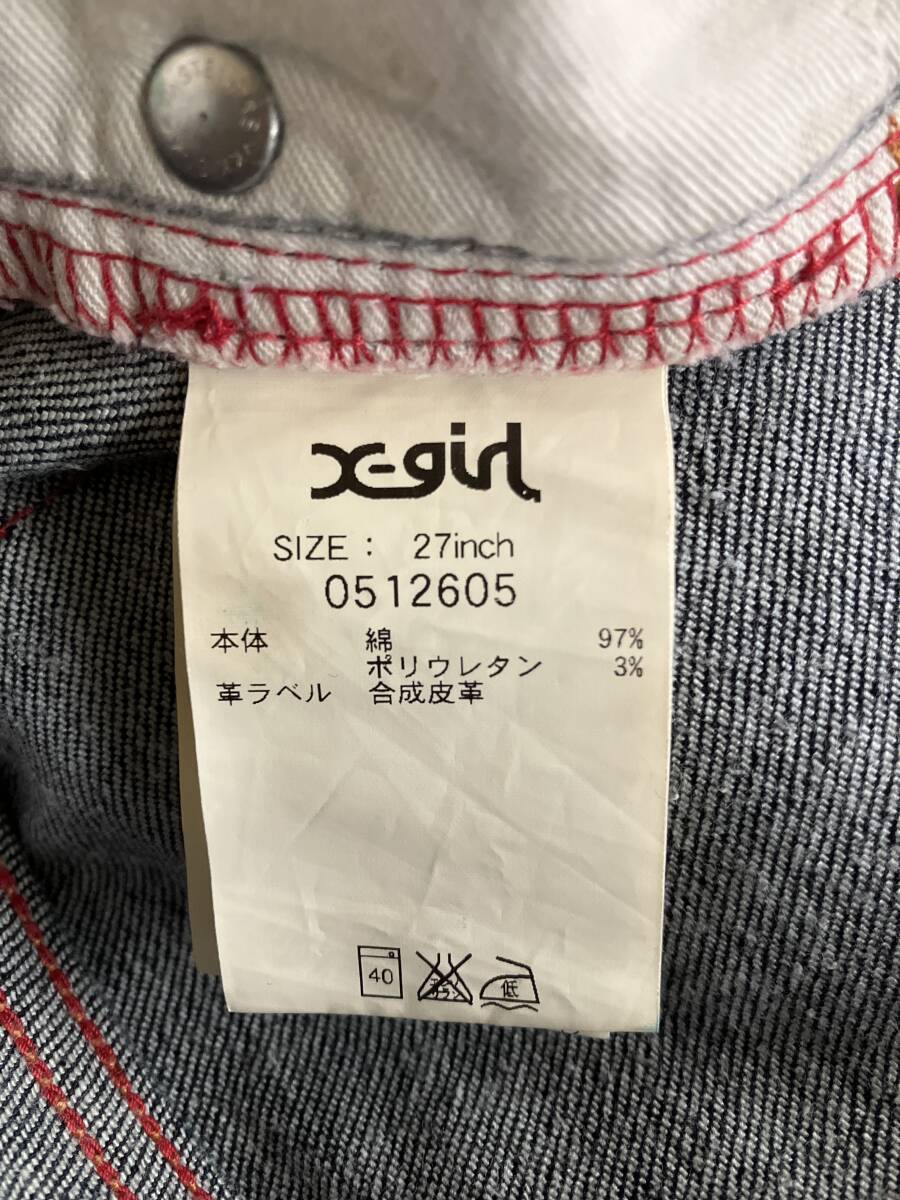 X-girl
SIZE : 27inch
0512605
本体 綿 97%
ポリウレタン 3%
革ラベル 合成皮革
40
低